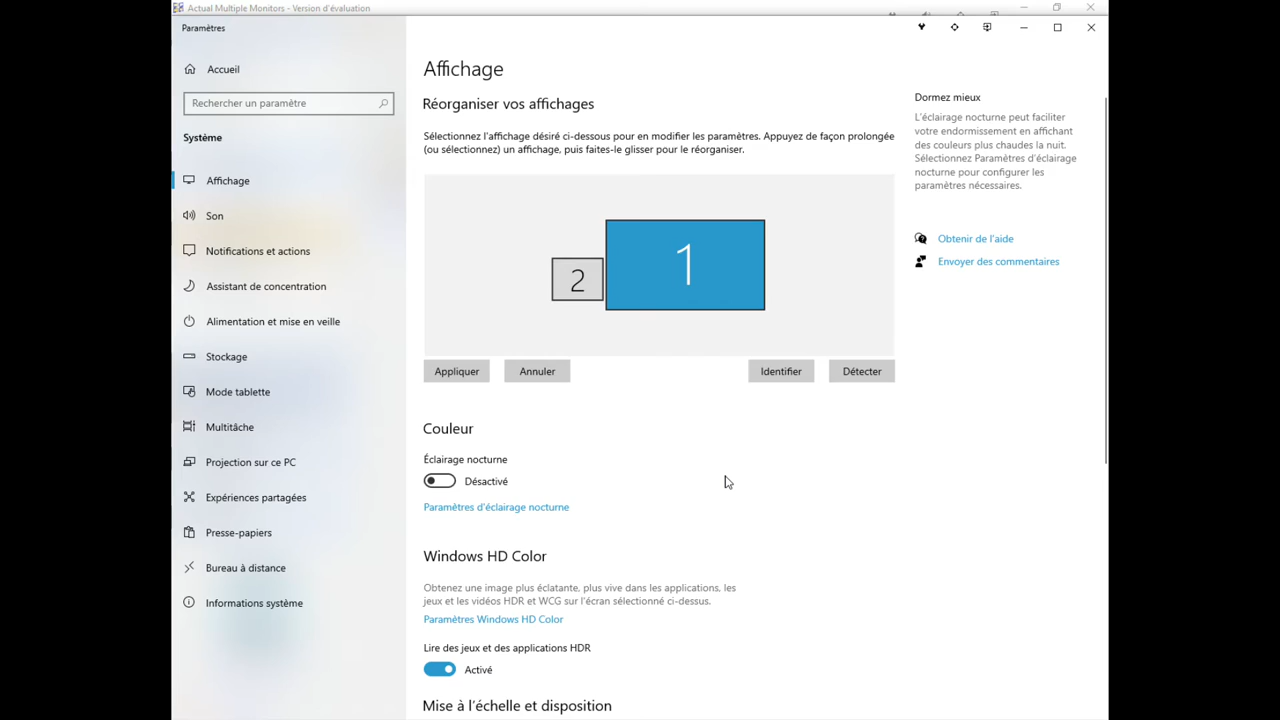 Actual Multiple Monitors - Version d'évaluation
Paramètres
Accueil
Rechercher un paramètre
Système
Affichage
Son
Notifications et actions
Assistant de concentration
Alimentation et mise en veille
Stockage
Mode tablette
Multitâche
Projection sur ce PC
Expériences partagées
Presse-papiers
Bureau à distance
Informations système
Affichage
Réorganiser vos affichages
Sélectionnez l'affichage désiré ci-dessous pour en modifier les paramètres. Appuyez de façon prolongée
(ou sélectionnez) un affichage, puis faites-le glisser pour le réorganiser.
2
1
Appliquer
Annuler
Identifier
Détecter
Couleur
Éclairage nocturne
Désactivé
Paramètres d'éclairage nocturne
Windows HD Color
Obtenez une image plus éclatante, plus vive dans les applications, les
jeux et les vidéos HDR et WCG sur l'écran sélectionné ci-dessus.
Paramètres Windows HD Color
Lire des jeux et des applications HDR
Activé
Mise à l'échelle et disposition
Dormez mieux
L'éclairage nocturne peut faciliter
votre endormissement en affichant
des couleurs plus chaudes la nuit.
Sélectionnez Paramètres d'éclairage
nocturne pour configurer les
paramètres nécessaires.
Obtenir de l'aide
Envoyer des commentaires